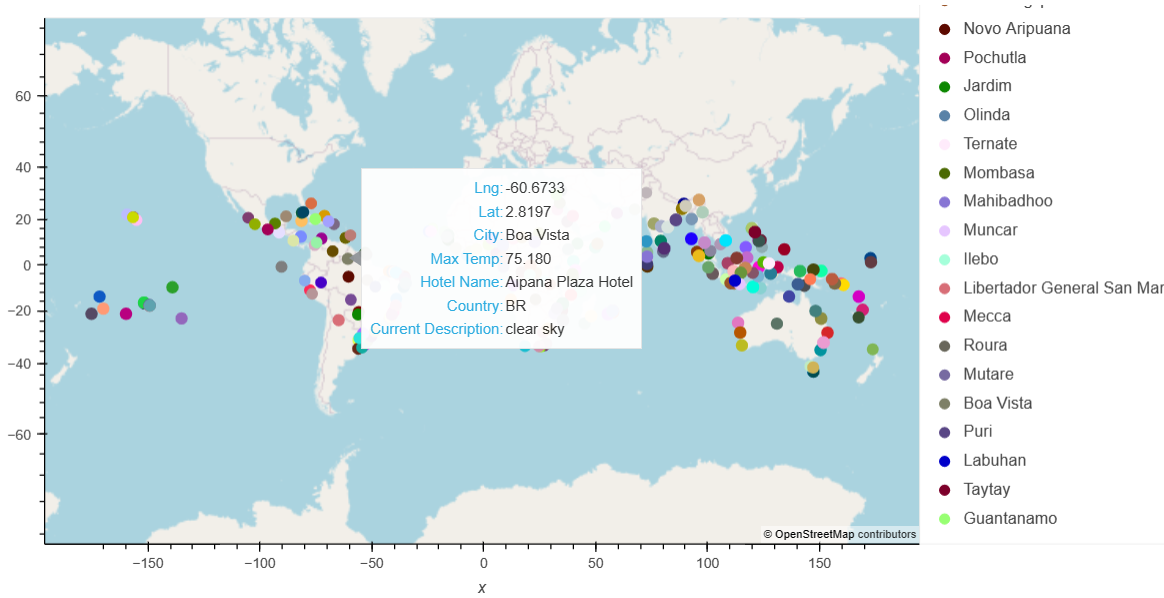 Novo Aripuana
Pochutla
Jardim
Olinda
Ternate
Mombasa
Mahibadhoo
Muncar
Ilebo
Libertador General San Mar
Mecca
Roura
Mutare
Boa Vista
Puri
Labuhan
Taytay
Guantanamo
60
40
20
0
−20
−40
−60
Lng: -60.6733
Lat: 2.8197
City: Boa Vista
Max Temp: 75.180
Hotel Name: Aipana Plaza Hotel
Country: BR
Current Description: clear sky
© OpenStreetMap contributors
−150 −100 −50 0 50 100 150
x